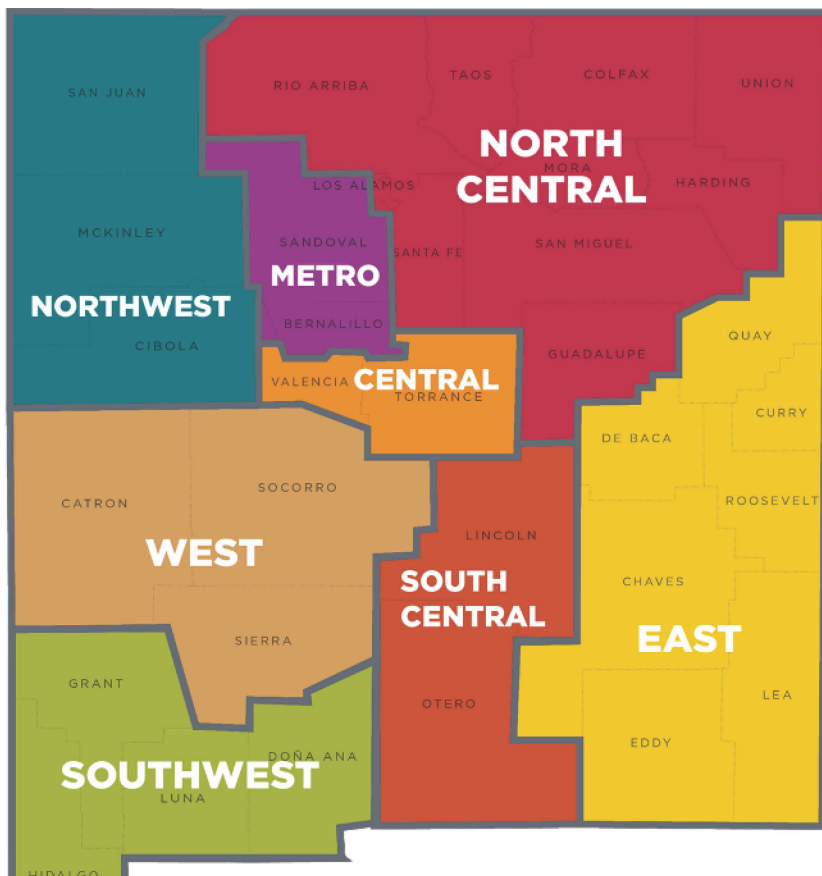 SAN JUAN
RIO ARRIBA
TAOS
COLFAX
UNION
NORTH
CENTRAL
MORA
HARDING
LOS ALAMOS
MCKINLEY
SANDOVAL
SANTA FE
SAN MIGUEL
METRO
NORTHWEST
BERNALILLO
CIBOLA
QUAY
GUADALUPE
VALENCIA
CENTRAL
TORRANCE
CURRY
DE BACA
CATRON
SOCORRO
ROOSEVELT
LINCOLN
WEST
SOUTH
CENTRAL
CHAVES
EAST
SIERRA
GRANT
OTERO
LEA
EDDY
DOÑA ANA
SOUTHWEST
LUNA
HIDALGO